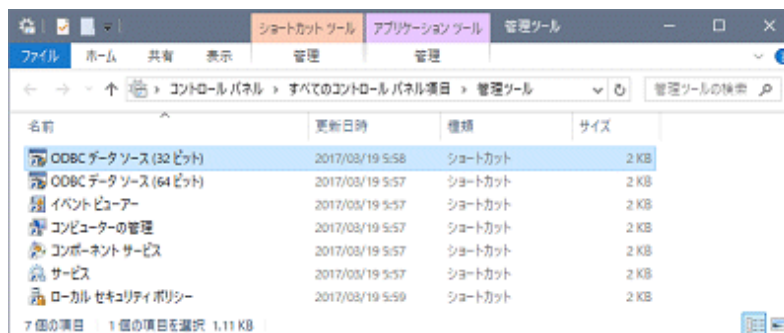 ショートカット ツール アプリケーション ツール 管理ツール
ファイル ホーム 共有 表示 管理 管理
コントロール パネル › すべてのコントロール パネル項目 › 管理ツール 管理ツールの検索
名前 更新日時 種類 サイズ
ODBC データ ソース (32 ビット) 2017/03/19 5:58 ショートカット 2 KB
ODBC データ ソース (64 ビット) 2017/03/19 5:57 ショートカット 2 KB
イベント ビューアー 2017/03/19 5:57 ショートカット 2 KB
コンピューターの管理 2017/03/19 5:57 ショートカット 2 KB
コンポーネント サービス 2017/03/19 5:57 ショートカット 2 KB
サービス 2017/03/19 5:57 ショートカット 2 KB
ローカル セキュリティ ポリシー 2017/03/19 5:59 ショートカット 2 KB
7 個の項目 1 個の項目を選択 1.11 KB